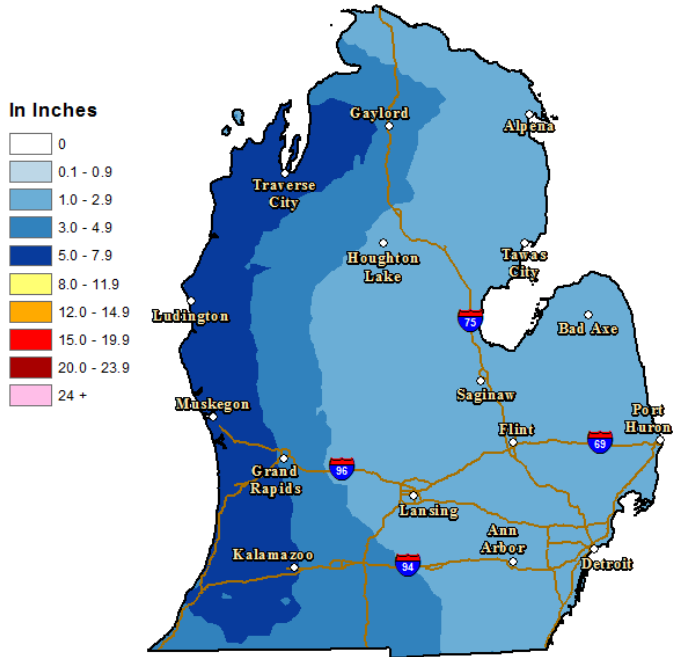 In Inches
0
0.1 - 0.9
1.0 - 2.9
3.0 - 4.9
5.0 - 7.9
8.0 - 11.9
12.0 - 14.9
15.0 - 19.9
20.0 - 23.9
24 +
Gaylord
Alpena
Traverse
City
Houghton
Lake
Tawas
City
Ludington
75
Bad Axe
Saginaw
Muskegon
Port
Huron
Flint
69
Grand
Rapids
96
Lansing
Ann
Arbor
Kalamazoo
94
Detroit